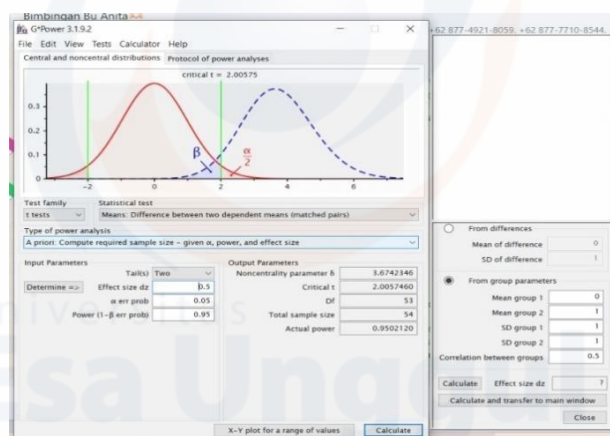 Bimbingan Bu Anita
+62 877-4921-8059, +62 877-7710-8544,
G*Power 3.1.9.2
File Edit View Tests Calculator Help
Central and noncentral distributions Protocol of power analyses
critical t = 2.00575
0.3
0.2
0.1
0
β
α
2
-2 0 2 4 6
Test family Statistical test
t tests Means: Difference between two dependent means (matched pairs)
Type of power analysis
A priori: Compute required sample size - given α, power, and effect size
Input Parameters
Tail(s) Two
Determine => Effect size dz 0.5
α err prob 0.05
Power (1-β err prob) 0.95
Output Parameters
Noncentrality parameter δ 3.6742346
Critical t 2.0057460
Df 53
Total sample size 54
Actual power 0.9502120
X-Y plot for a range of values Calculate
From differences
Mean of difference 0
SD of difference 1
From group parameters
Mean group 1 0
Mean group 2 1
SD group 1 1
SD group 2 1
Correlation between groups 0.5
Calculate Effect size dz ?
Calculate and transfer to main window
Close
Universitas
Esa Unggul